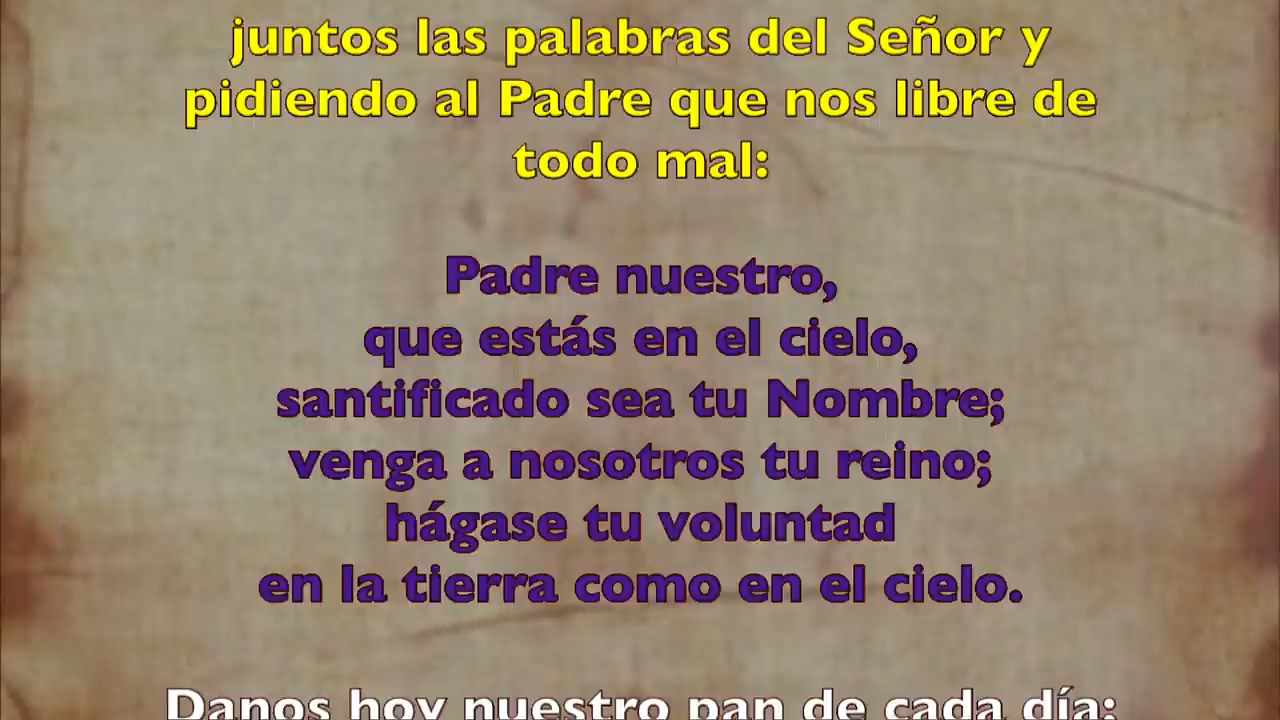 juntos las palabras del Señor y
pidiendo al Padre que nos libre de
todo mal:
Padre nuestro,
que estás en el cielo,
santificado sea tu Nombre;
venga a nosotros tu reino;
hágase tu voluntad
en la tierra como en el cielo.
Danos hoy nuestro pan de cada día;